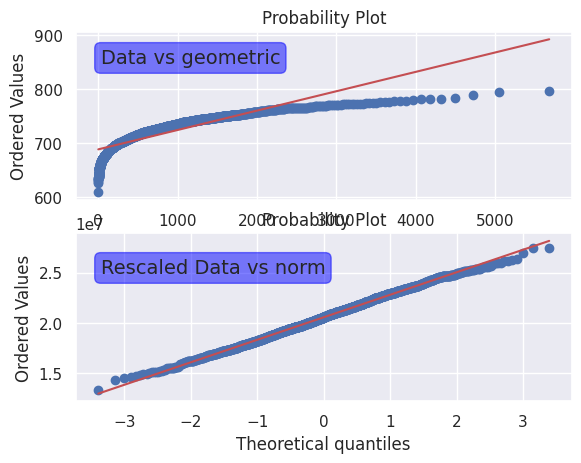 Probability Plot
Data vs geometric
Ordered Values
900
800
700
600
0 1000 2000 3000 4000 5000
1e7
Probability Plot
Rescaled Data vs norm
Ordered Values
2.5
2.0
1.5
−3 −2 −1 0 1 2 3
Theoretical quantiles